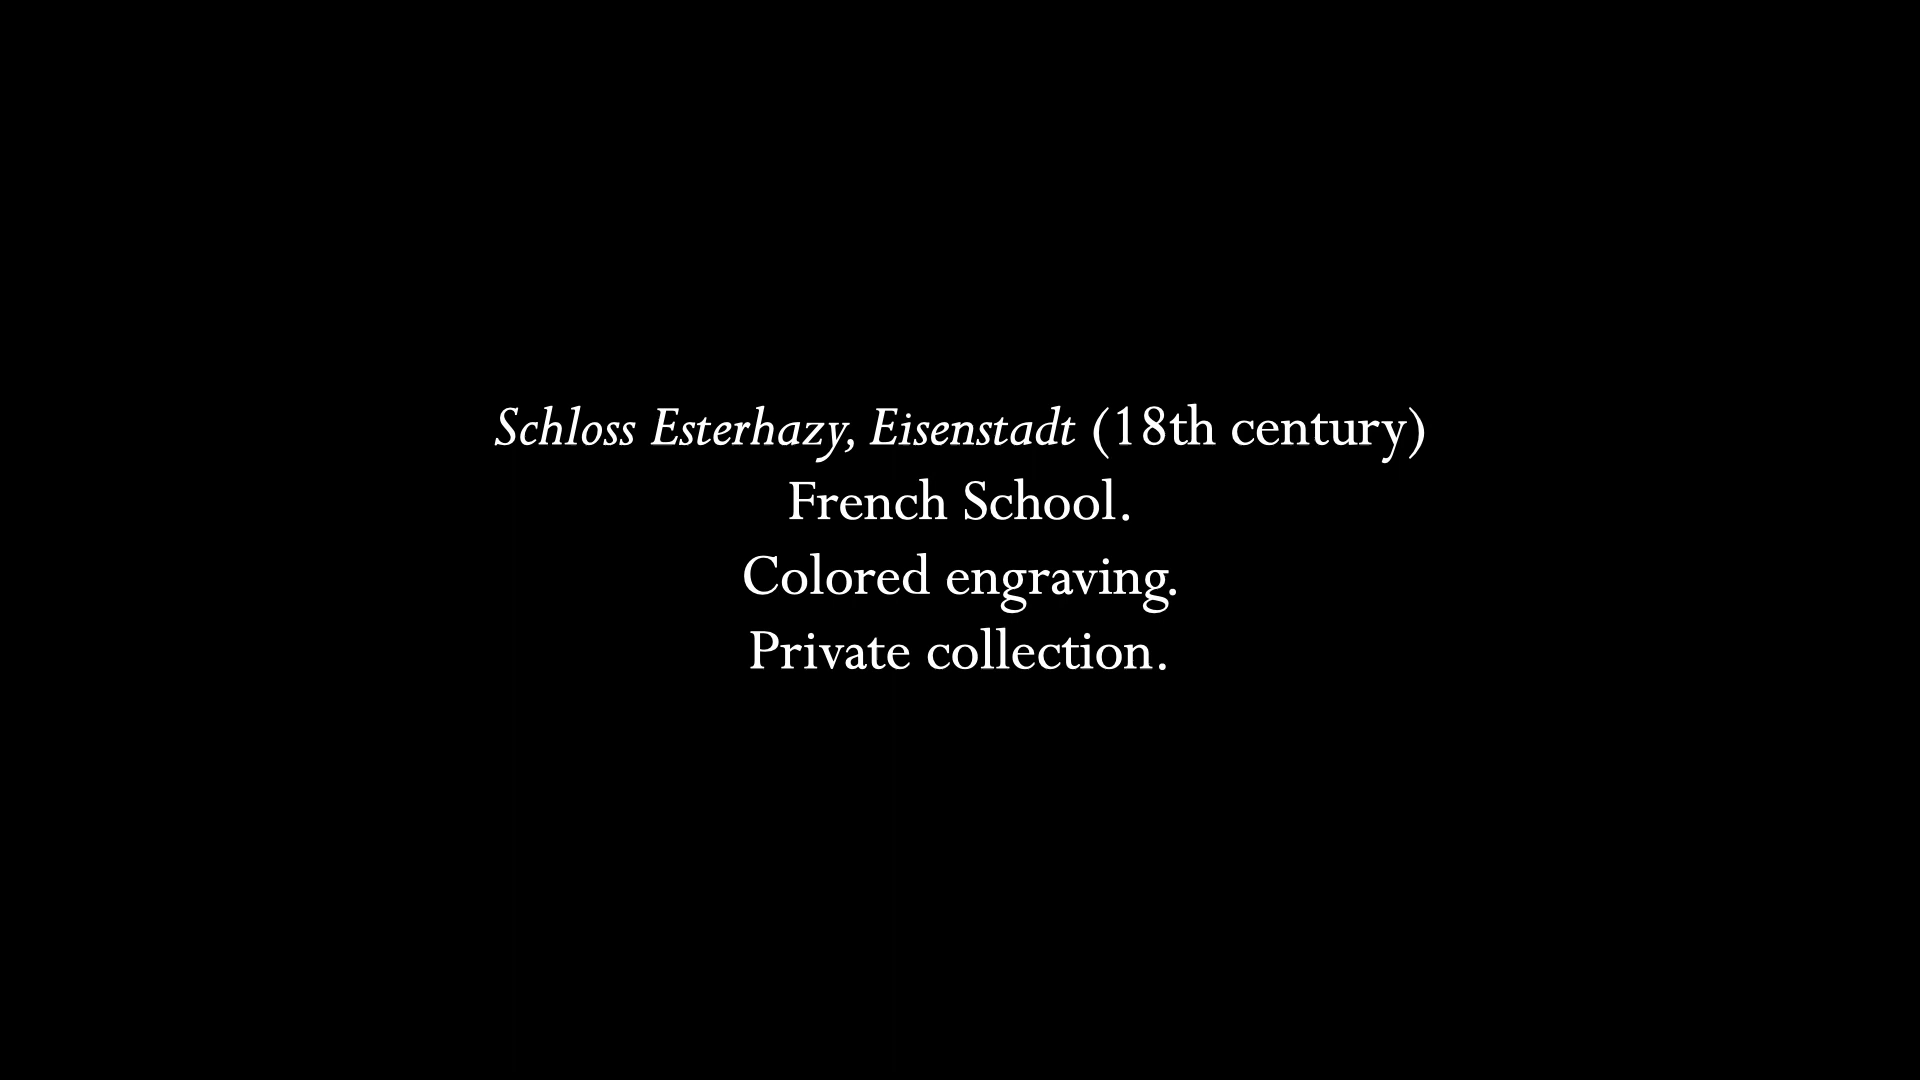 Schloss Esterhazy, Eisenstadt (18th century)
French School.
Colored engraving.
Private collection.